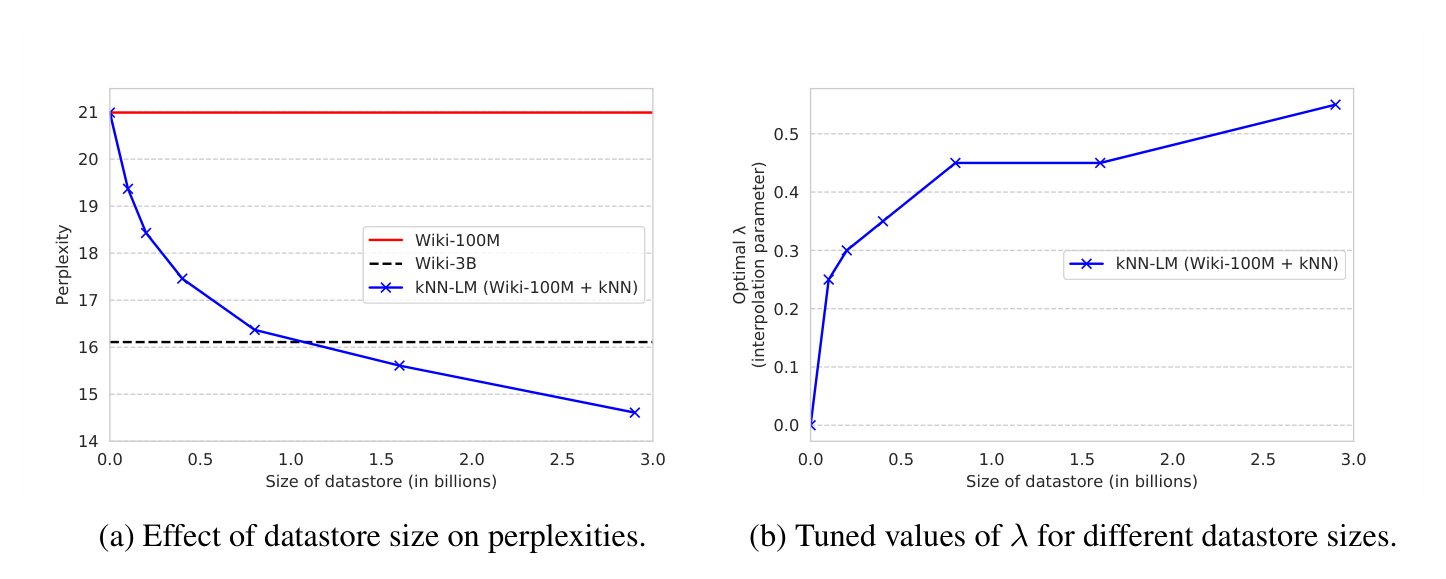 21
20
19
18
17
16
15
14
Perplexity
Wiki-100M
Wiki-3B
kNN-LM (Wiki-100M + kNN)
0.0 0.5 1.0 1.5 2.0 2.5 3.0
Size of datastore (in billions)
(a) Effect of datastore size on perplexities.
0.5
0.4
0.3
0.2
0.1
0.0
Optimal λ
(interpolation parameter)
kNN-LM (Wiki-100M + kNN)
0.0 0.5 1.0 1.5 2.0 2.5 3.0
Size of datastore (in billions)
(b) Tuned values of λ for different datastore sizes.